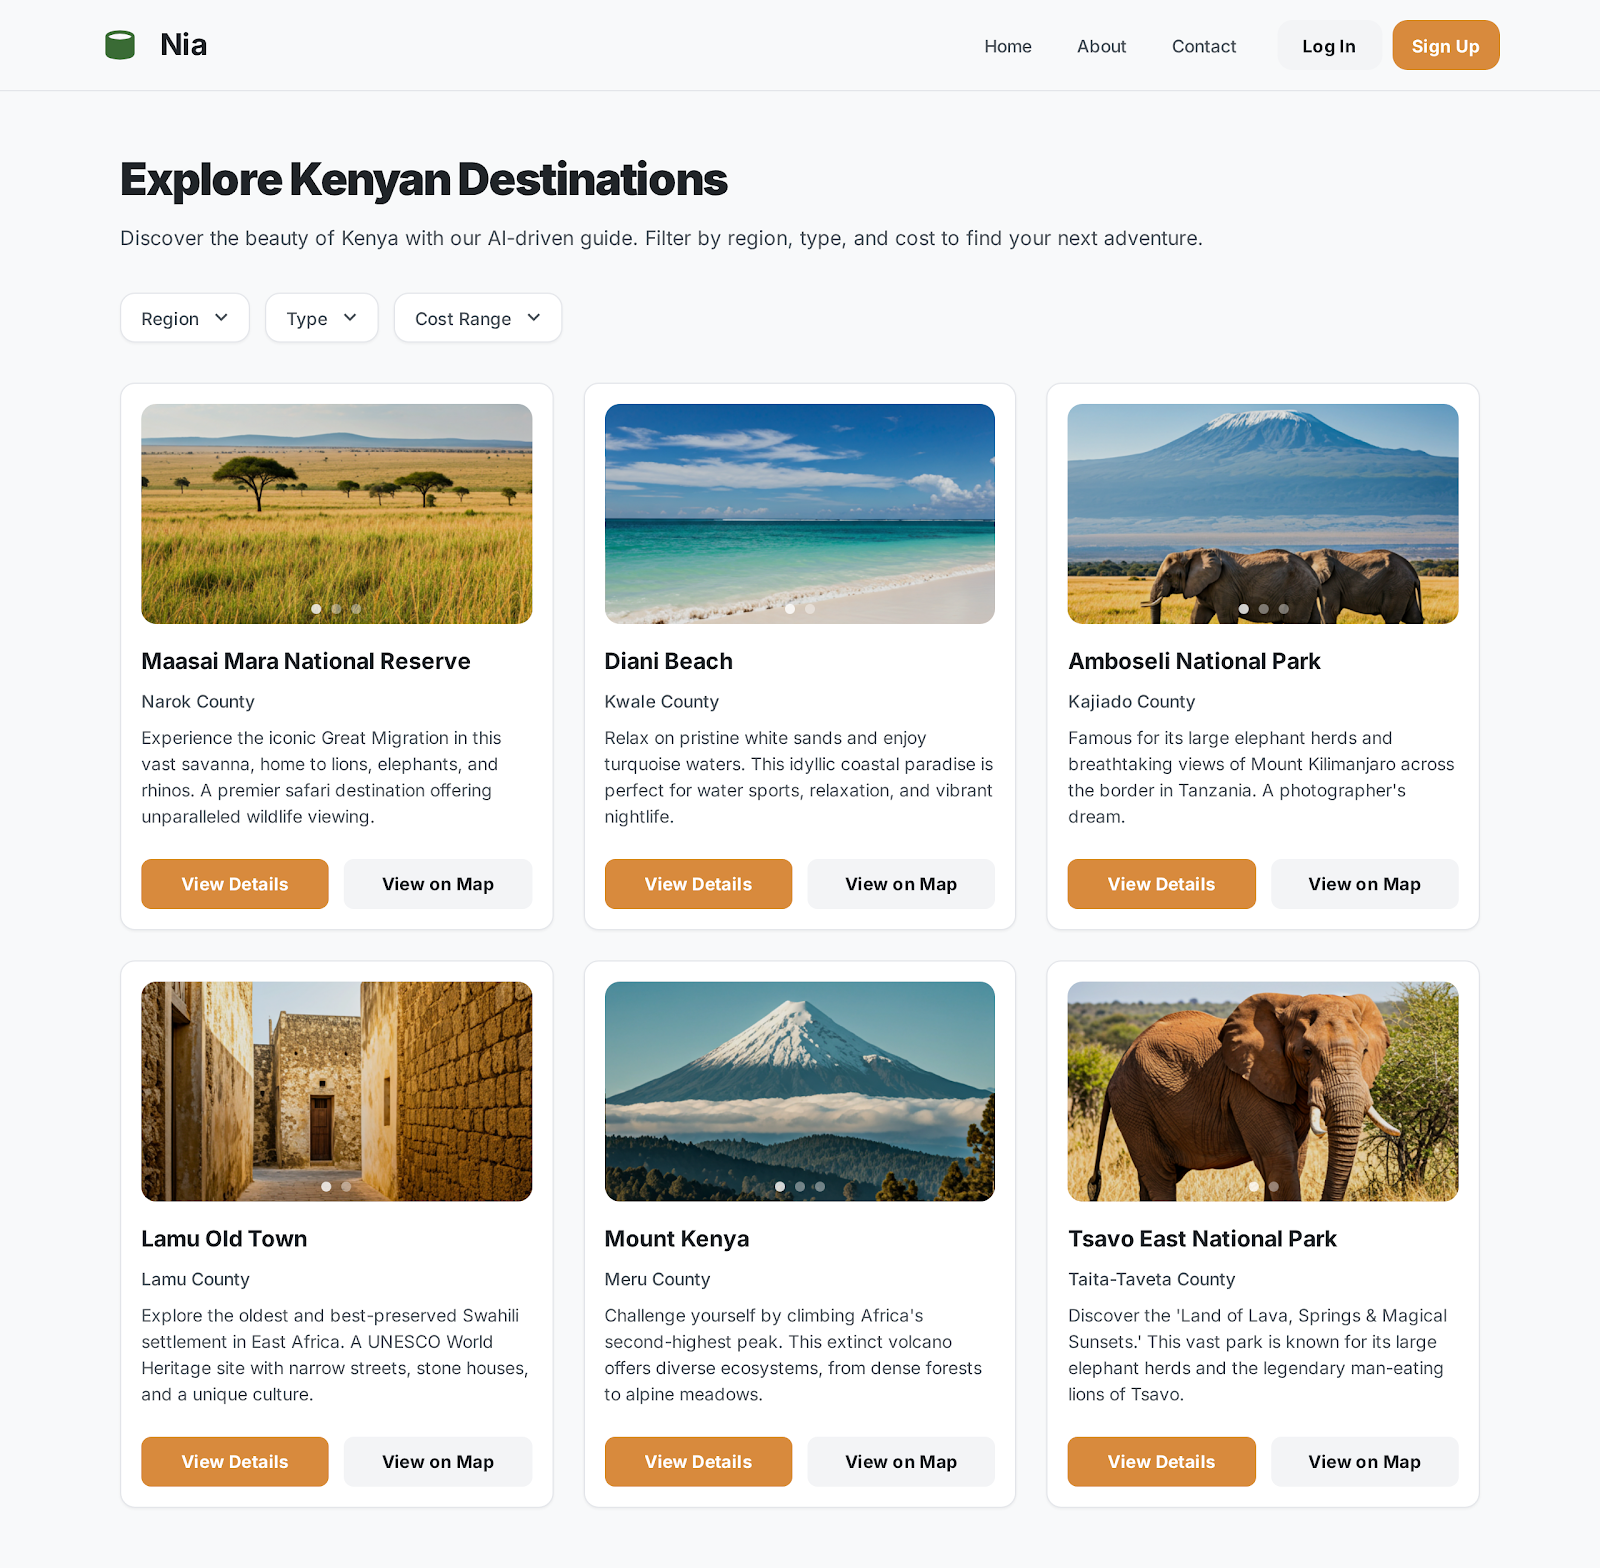 Nia
Home
About
Contact
Log In
Sign Up
Explore Kenyan Destinations
Discover the beauty of Kenya with our AI-driven guide. Filter by region, type, and cost to find your next adventure.
Region
Type
Cost Range
Maasai Mara National Reserve
Narok County
Experience the iconic Great Migration in this
vast savanna, home to lions, elephants, and
rhinos. A premier safari destination offering
unparalleled wildlife viewing.
View Details
View on Map
Diani Beach
Kwale County
Relax on pristine white sands and enjoy
turquoise waters. This idyllic coastal paradise is
perfect for water sports, relaxation, and vibrant
nightlife.
View Details
View on Map
Amboseli National Park
Kajiado County
Famous for its large elephant herds and
breathtaking views of Mount Kilimanjaro across
the border in Tanzania. A photographer's
dream.
View Details
View on Map
Lamu Old Town
Lamu County
Explore the oldest and best-preserved Swahili
settlement in East Africa. A UNESCO World
Heritage site with narrow streets, stone houses,
and a unique culture.
View Details
View on Map
Mount Kenya
Meru County
Challenge yourself by climbing Africa's
second-highest peak. This extinct volcano
offers diverse ecosystems, from dense forests
to alpine meadows.
View Details
View on Map
Tsavo East National Park
Taita-Taveta County
Discover the 'Land of Lava, Springs & Magical
Sunsets.' This vast park is known for its large
elephant herds and the legendary man-eating
lions of Tsavo.
View Details
View on Map